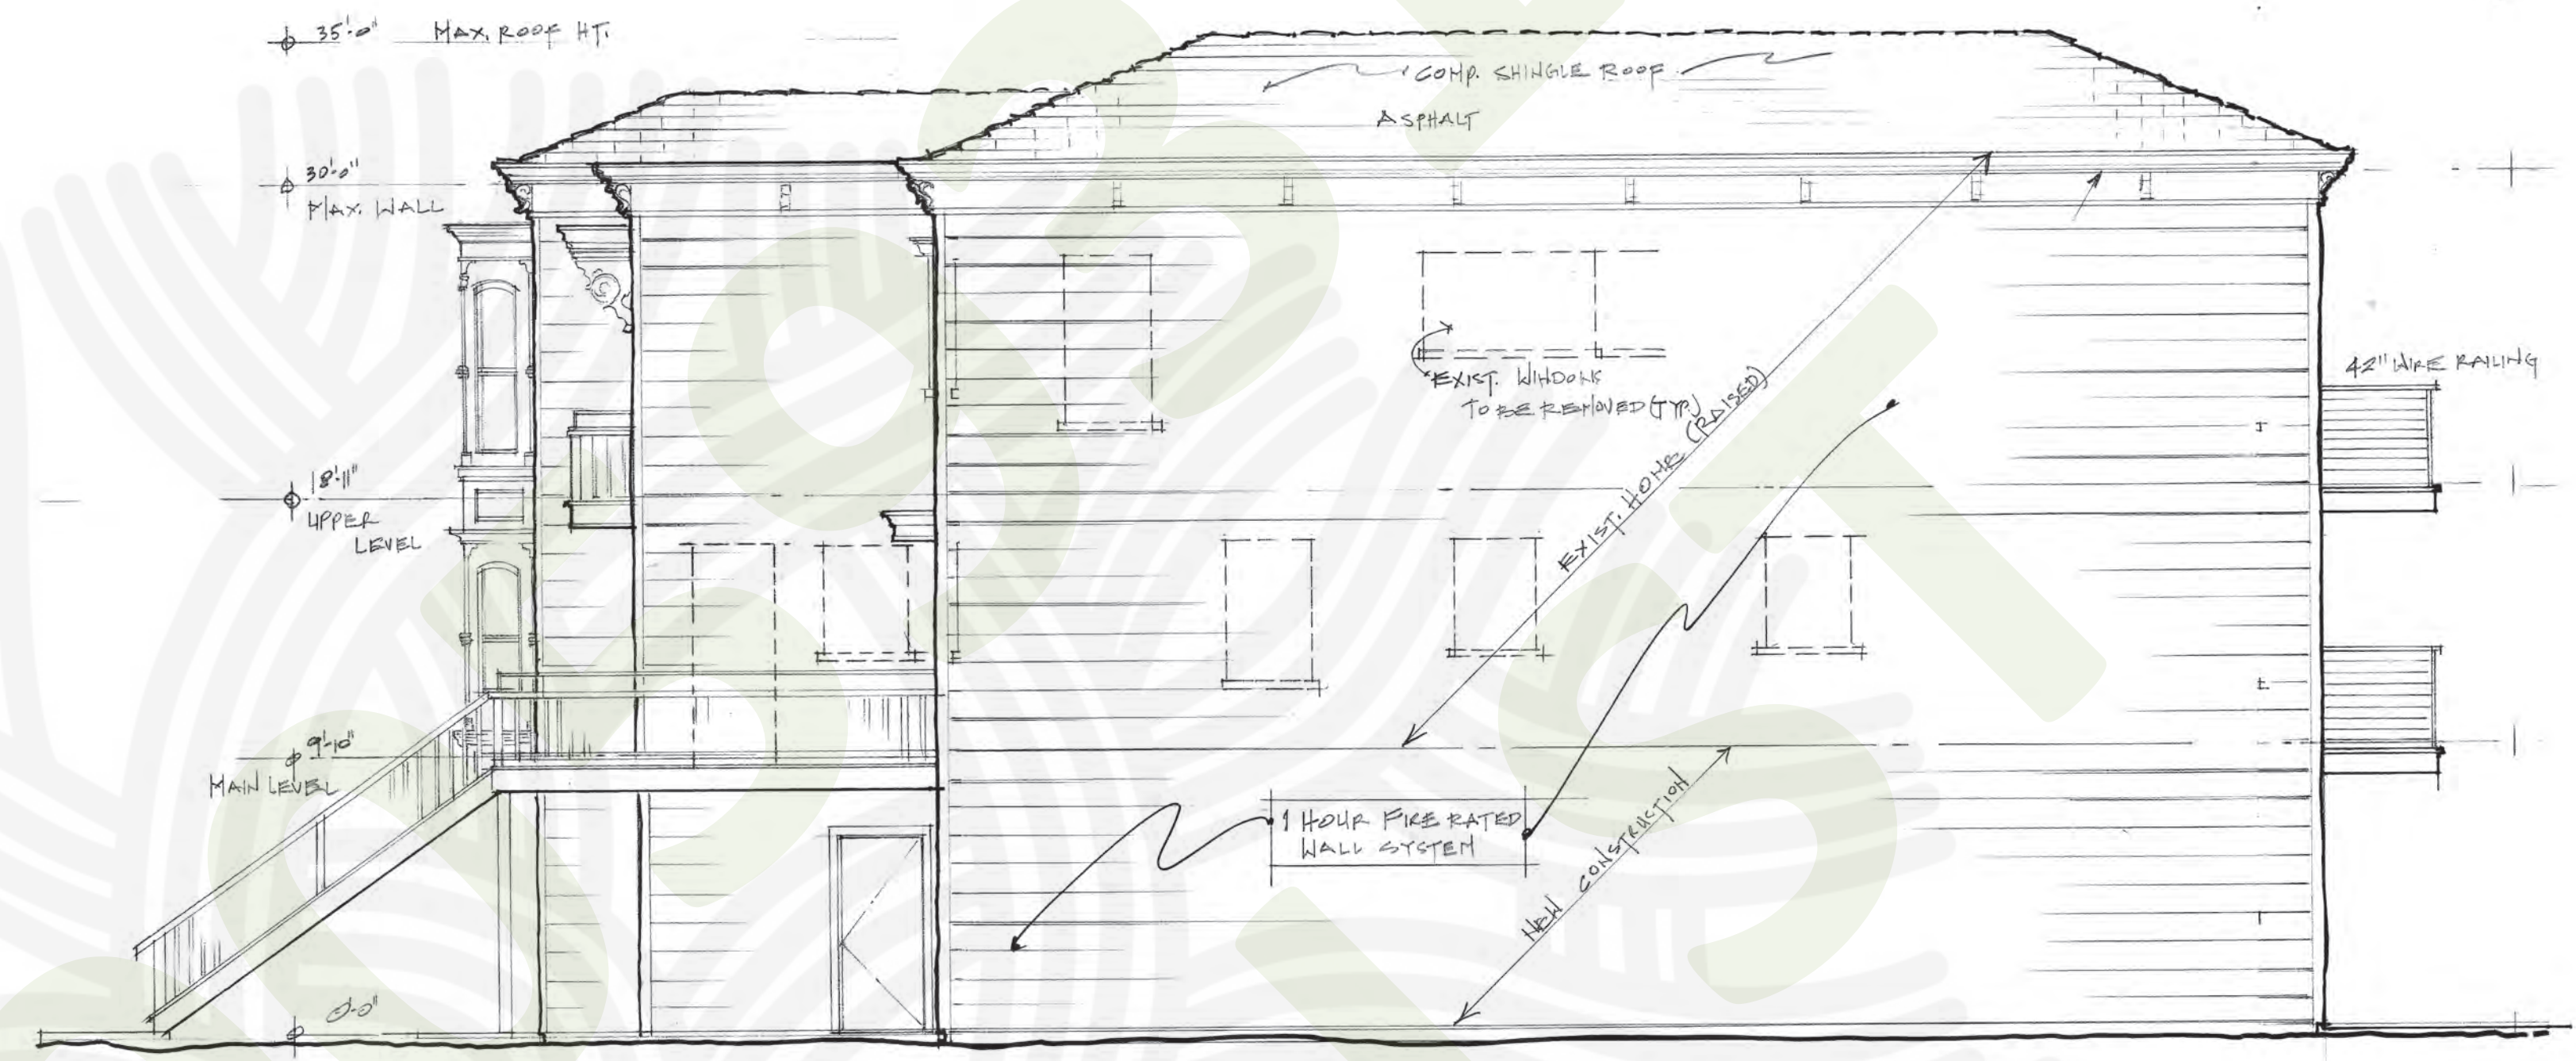 35'-0" MAX. ROOF HT.
COMP. SHINGLE ROOF
ASPHALT
30'-0"
MAX. WALL
EXIST. WINDOWS
TO BE REMOVED (TYP.)
42" WIRE RAILING
18'-11"
UPPER
LEVEL
EXIST. HOME (RAISED)
9'-10"
MAIN LEVEL
1 HOUR FIRE RATED
WALL SYSTEM
NEW CONSTRUCTION
0'-0"